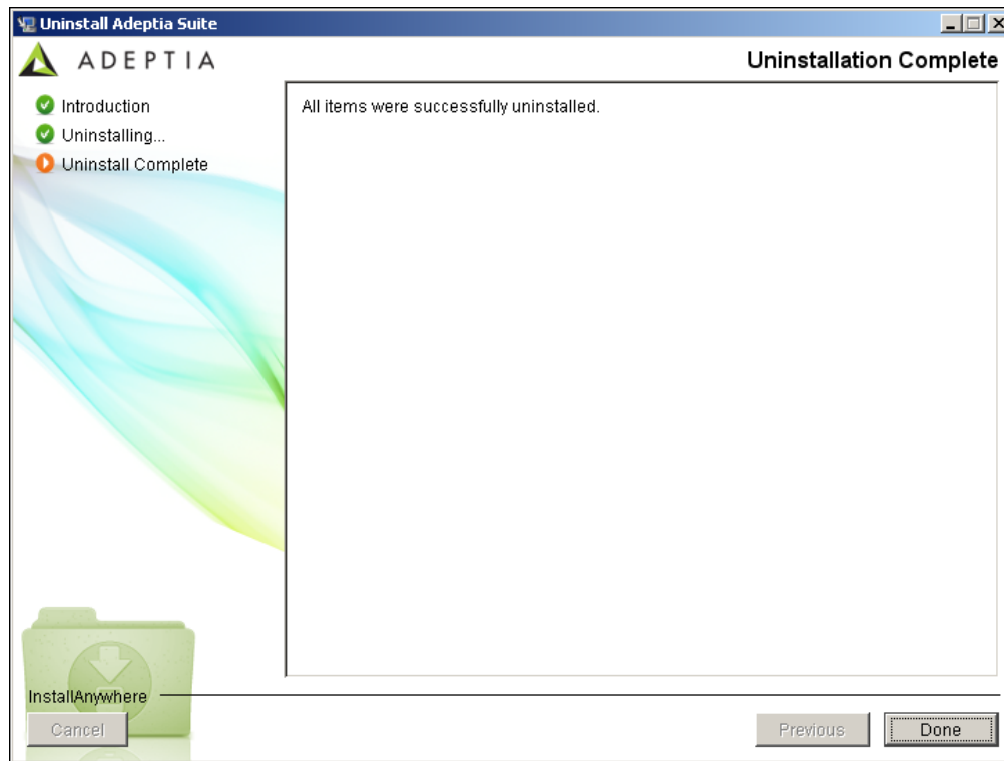 Uninstall Adeptia Suite
ADEPTIA
Uninstallation Complete
Introduction
Uninstalling...
Uninstall Complete
All items were successfully uninstalled.
InstallAnywhere
Cancel
Previous
Done